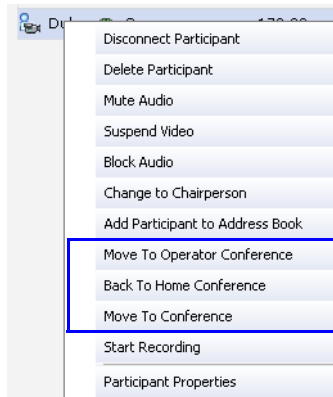 Disconnect Participant
Delete Participant
Mute Audio
Suspend Video
Block Audio
Change to Chairperson
Add Participant to Address Book
Move To Operator Conference
Back To Home Conference
Move To Conference
Start Recording
Participant Properties